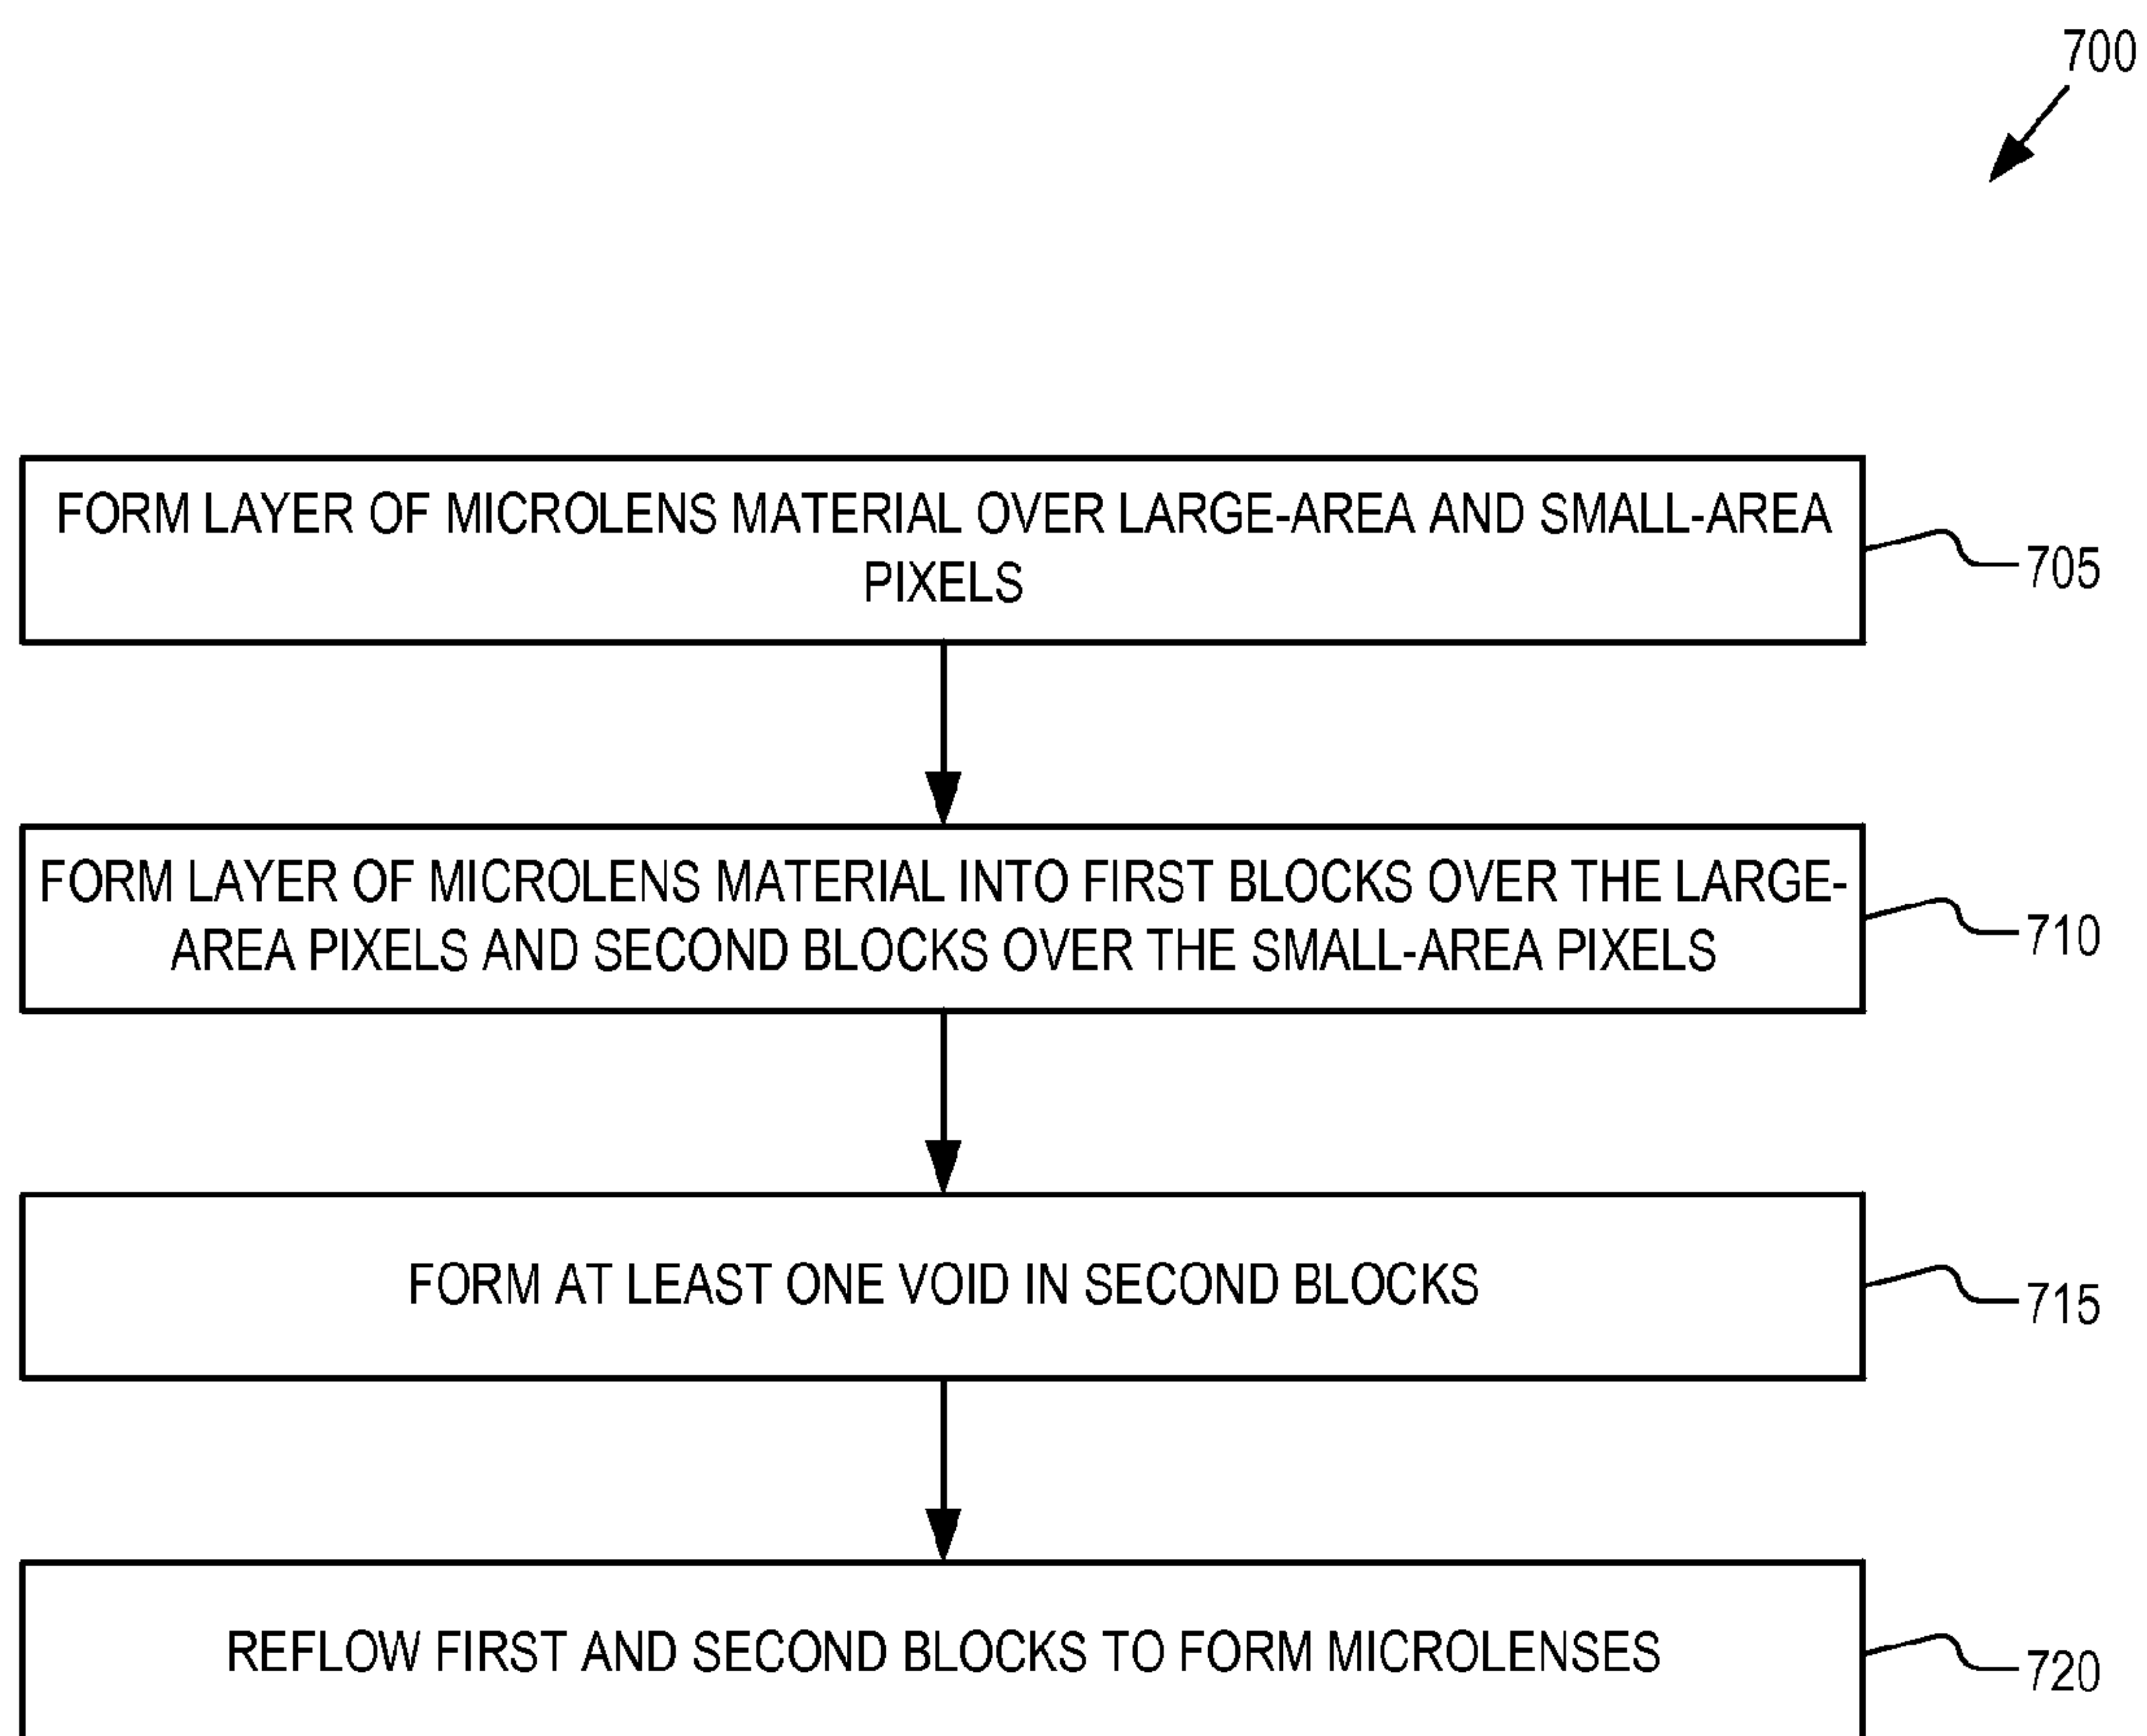 700
FORM LAYER OF MICROLENS MATERIAL OVER LARGE-AREA AND SMALL-AREA
PIXELS
705
FORM LAYER OF MICROLENS MATERIAL INTO FIRST BLOCKS OVER THE LARGE-
AREA PIXELS AND SECOND BLOCKS OVER THE SMALL-AREA PIXELS
710
FORM AT LEAST ONE VOID IN SECOND BLOCKS
715
REFLOW FIRST AND SECOND BLOCKS TO FORM MICROLENSES
720